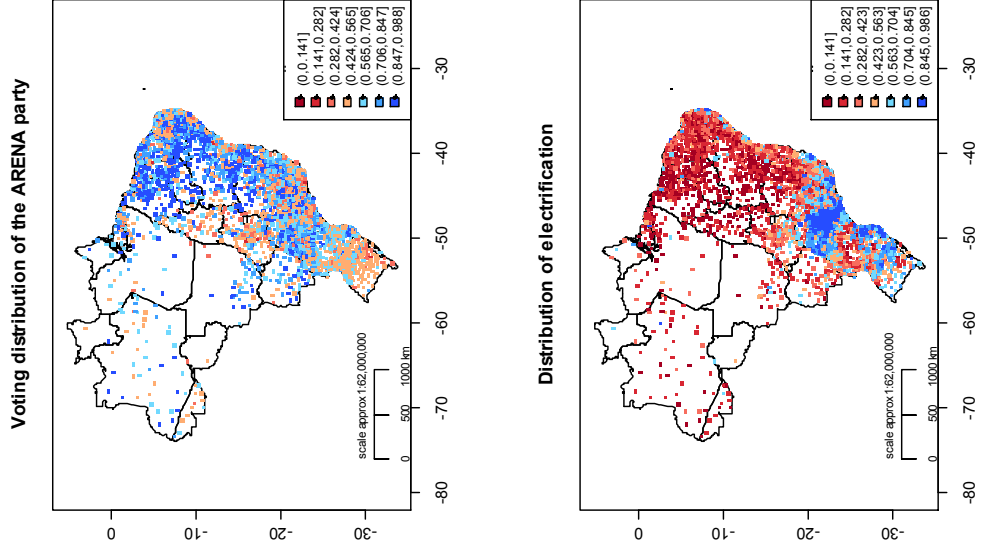 Voting distribution of the ARENA party
(0,0.141]
(0.141,0.282]
(0.282,0.424]
(0.424,0.565]
(0.565,0.706]
(0.706,0.847]
(0.847,0.988]
scale approx 1:62,000,000
0 500 1000 km
0
-10
-20
-30
-80 -70 -60 -50 -40 -30
Distribution of electrification
(0,0.141]
(0.141,0.282]
(0.282,0.423]
(0.423,0.563]
(0.563,0.704]
(0.704,0.845]
(0.845,0.986]
scale approx 1:62,000,000
0 500 1000 km
0
-10
-20
-30
-80 -70 -60 -50 -40 -30